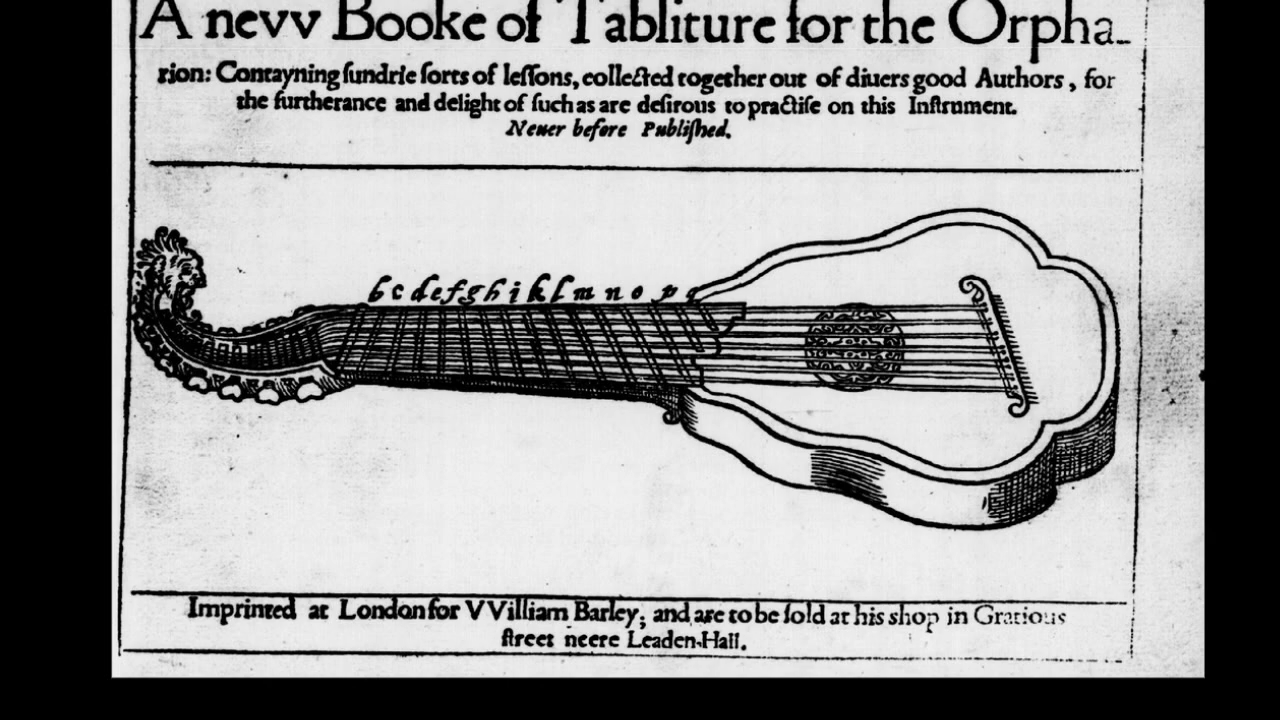 A nevv Booke of Tabliture for the Orpha-
rion: Contayning ſundrie ſorts of leſſons, collected together out of diuers good Authors, for
the furtherance and delight of ſuch as are deſirous to practiſe on this Inſtrument.
Neuer before Publiſhed.
b c d e f g h i k l m n o p q
Imprinted at London for VVilliam Barley, and are to be ſold at his shop in Gratious
ſtreet neere Leaden-Hall.